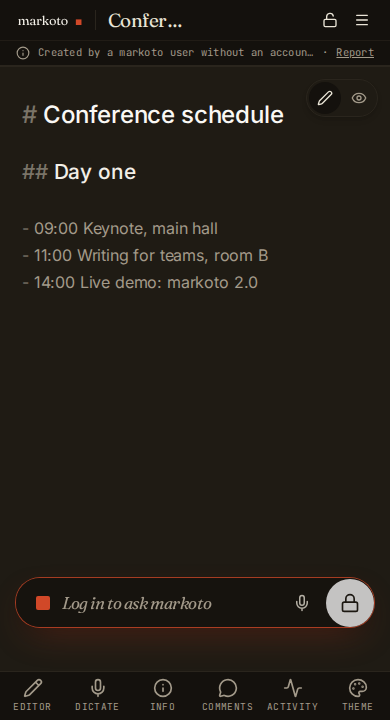 markoto
Confer...
Created by a markoto user without an accoun… · Report
# Conference schedule
## Day one
- 09:00 Keynote, main hall
- 11:00 Writing for teams, room B
- 14:00 Live demo: markoto 2.0
Log in to ask markoto
EDITOR DICTATE INFO COMMENTS ACTIVITY THEME